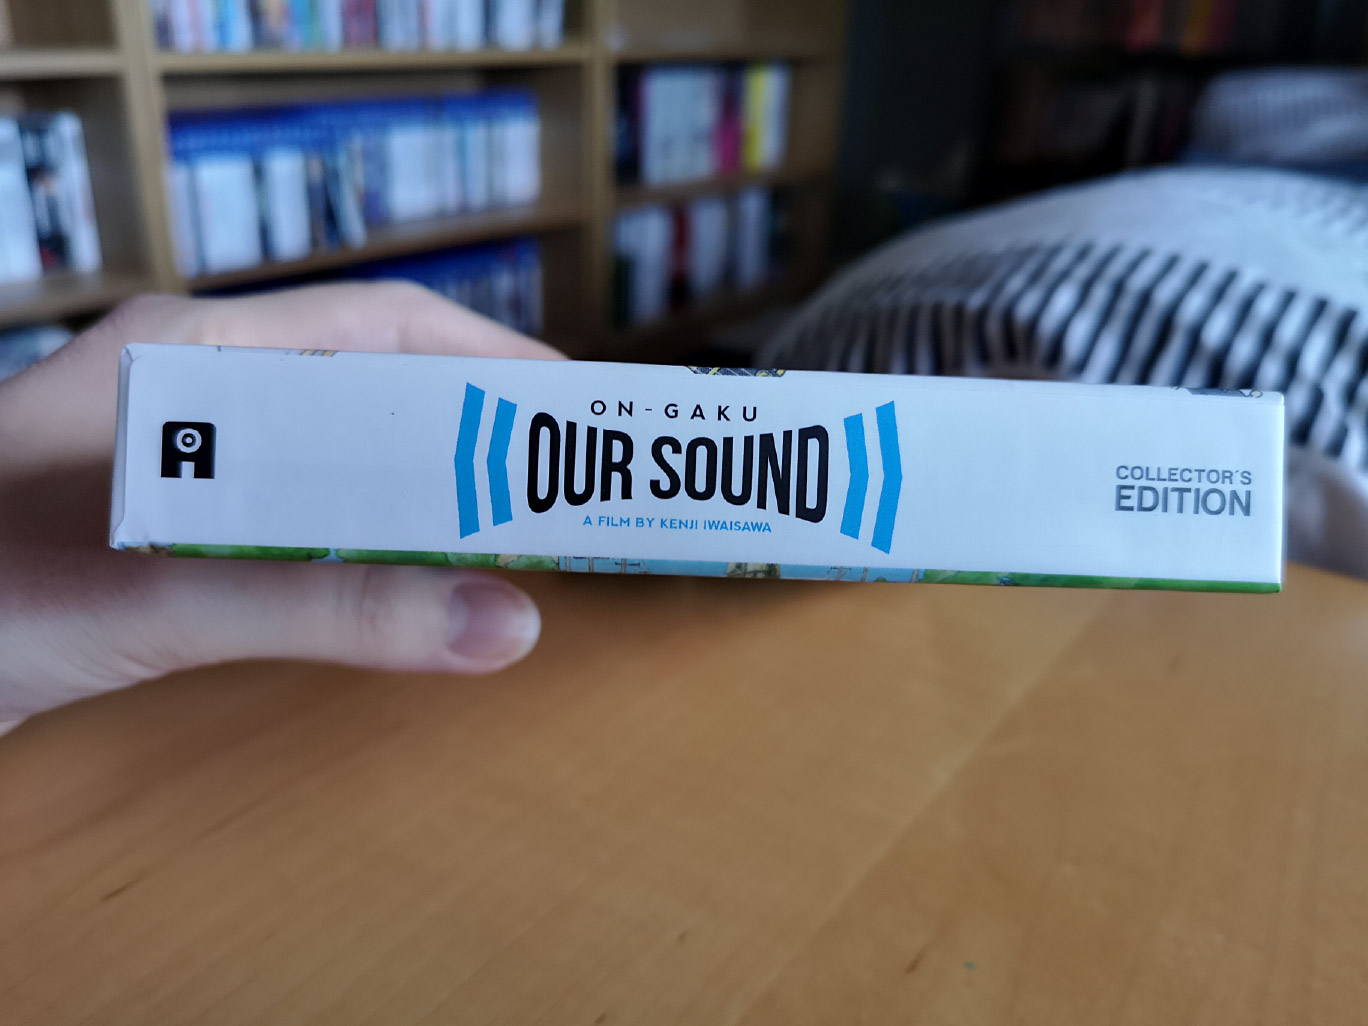 ON-GAKU
OUR SOUND
A FILM BY KENJI IWAISAWA
COLLECTOR'S
EDITION